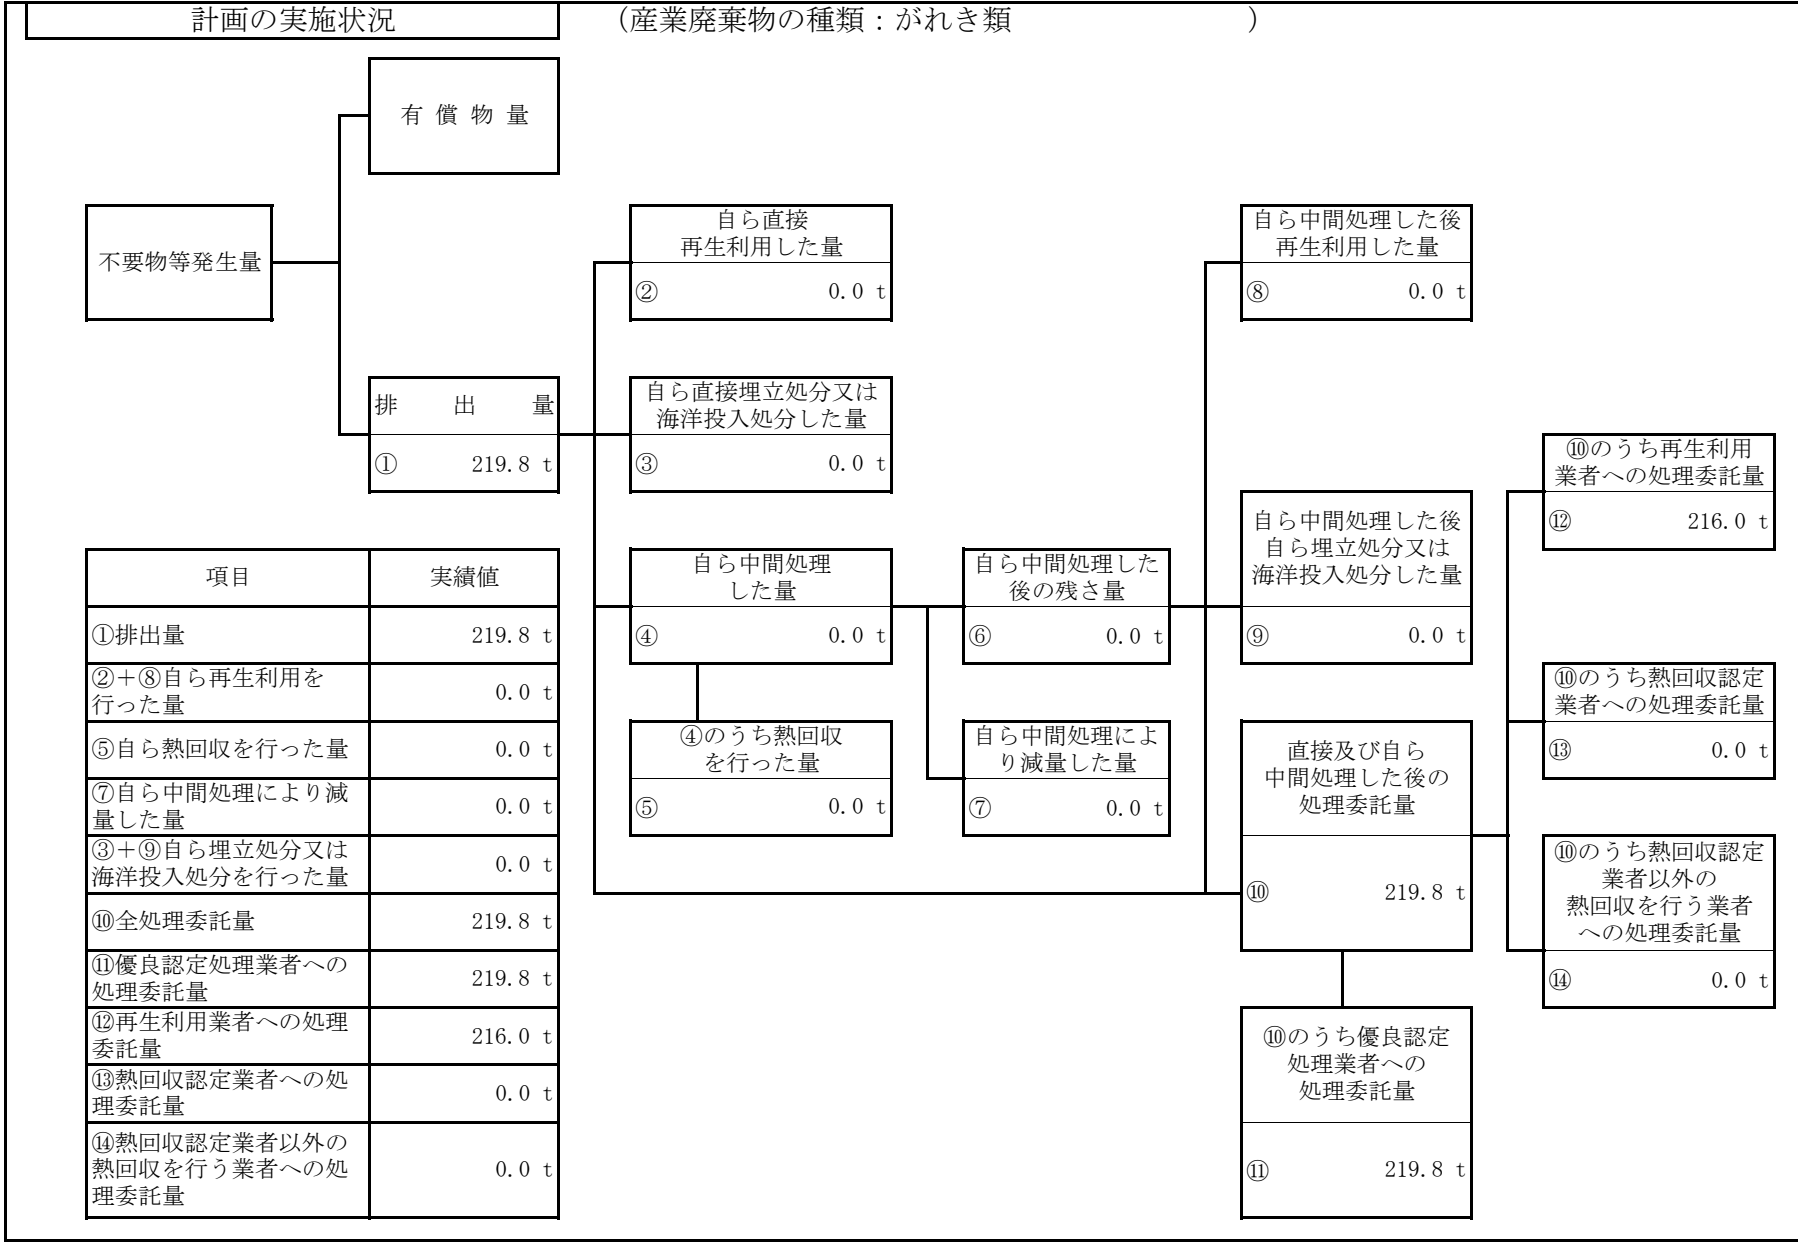 計画の実施状況
（産業廃棄物の種類：がれき類　　　　　　　　　　）
有 償 物 量
不要物等発生量
排　出　量
① 219.8 t
自ら直接
再生利用した量
② 0.0 t
自ら直接埋立処分又は
海洋投入処分した量
③ 0.0 t
自ら中間処理
した量
④ 0.0 t
④のうち熱回収
を行った量
⑤ 0.0 t
自ら中間処理した
後の残さ量
⑥ 0.0 t
自ら中間処理によ
り減量した量
⑦ 0.0 t
自ら中間処理した後
再生利用した量
⑧ 0.0 t
自ら中間処理した後
自ら埋立処分又は
海洋投入処分した量
⑨ 0.0 t
直接及び自ら
中間処理した後の
処理委託量
⑩ 219.8 t
⑩のうち優良認定
処理業者への
処理委託量
⑪ 219.8 t
⑩のうち再生利用
業者への処理委託量
⑫ 216.0 t
⑩のうち熱回収認定
業者への処理委託量
⑬ 0.0 t
⑩のうち熱回収認定
業者以外の
熱回収を行う業者
への処理委託量
⑭ 0.0 t
項目 実績値
①排出量 219.8 t
②＋⑧自ら再生利用を
行った量 0.0 t
⑤自ら熱回収を行った量 0.0 t
⑦自ら中間処理により減
量した量 0.0 t
③＋⑨自ら埋立処分又は
海洋投入処分を行った量 0.0 t
⑩全処理委託量 219.8 t
⑪優良認定処理業者への
処理委託量 219.8 t
⑫再生利用業者への処理
委託量 216.0 t
⑬熱回収認定業者への処
理委託量 0.0 t
⑭熱回収認定業者以外の
熱回収を行う業者への処
理委託量 0.0 t